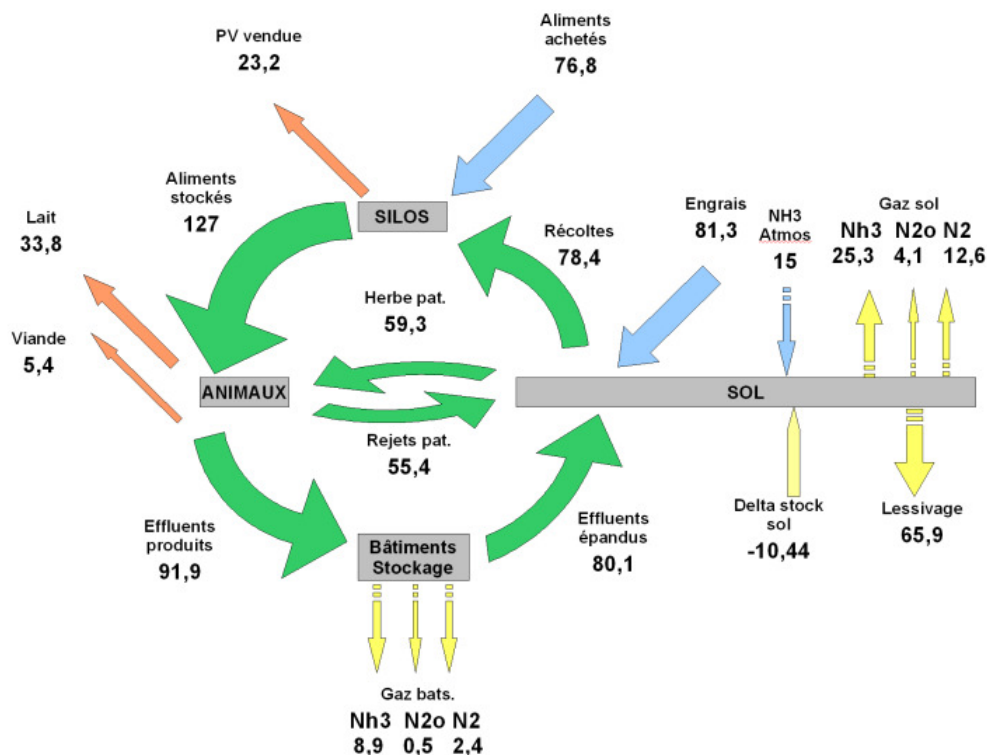 PV vendue
23,2
Aliments
achetés
76,8
Aliments
stockés
127
SILOS
Lait
33,8
Récoltes
78,4
Engrais
81,3
NH3
Atmos
15
Gaz sol
Nh3 N2o N2
25,3 4,1 12,6
Herbe pat.
59,3
Viande
5,4
ANIMAUX
SOL
Rejets pat.
55,4
Effluents
produits
91,9
Bâtiments
Stockage
Effluents
épandus
80,1
Delta stock
sol
-10,44
Lessivage
65,9
Gaz bats.
Nh3 N2o N2
8,9 0,5 2,4